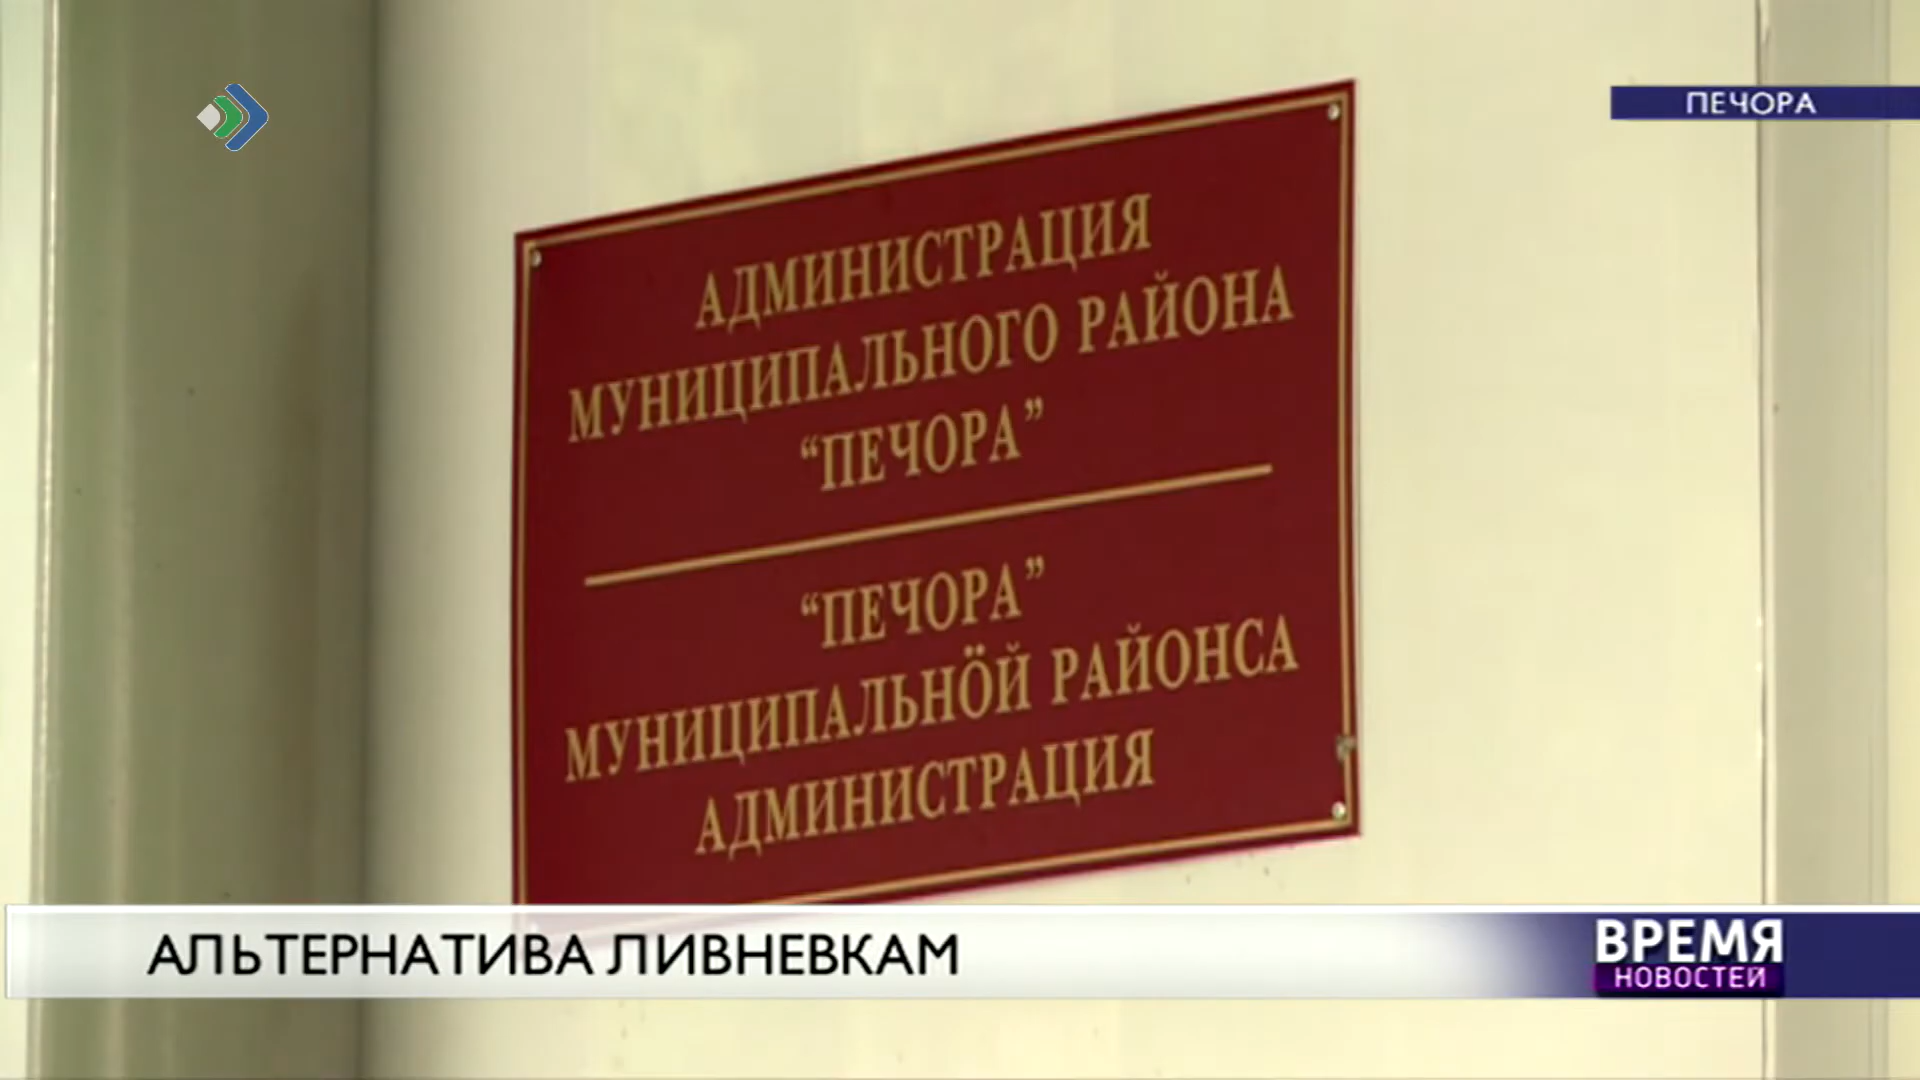 ПЕЧОРА
АДМИНИСТРАЦИЯ
МУНИЦИПАЛЬНОГО РАЙОНА
“ПЕЧОРА”
“ПЕЧОРА”
МУНИЦИПАЛЬНӦЙ РАЙОНСА
АДМИНИСТРАЦИЯ
АЛЬТЕРНАТИВА ЛИВНЕВКАМ
ВРЕМЯ
НОВОСТЕЙ